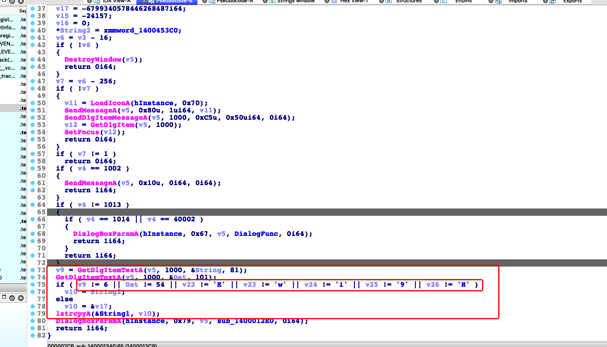 IDA View-A Pseudocode-B Pseudocode-A Strings window Hex View-1 Structures Enums Imports Exports
37 v17 = -6799340578446268487i64;
38 v15 = -24157;
39 v16 = 0;
40 *String2 = xmmword_1400453C0;
41 v6 = v3 - 16;
42 if ( !v6 )
43 {
44 DestroyWindow(v5);
45 return 0i64;
46 }
47 v7 = v6 - 256;
48 if ( !v7 )
49 {
50 v11 = LoadIconA(hInstance, 0x70);
51 SendMessageA(v5, 0x80u, 1ui64, v11);
52 SendDlgItemMessageA(v5, 1000, 0xC5u, 0x50ui64, 0i64);
53 v12 = GetDlgItem(v5, 1000);
54 SetFocus(v12);
55 return 0i64;
56 }
57 if ( v7 != 1 )
58 return 0i64;
59 if ( v4 == 1002 )
60 {
61 SendMessageA(v5, 0x10u, 0i64, 0i64);
62 return 1i64;
63 }
64 if ( v4 != 1013 )
65 {
66 if ( v4 == 1014 || v4 == 40002 )
67 {
68 DialogBoxParamA(hInstance, 0x67, v5, DialogFunc, 0i64);
69 return 1i64;
70 }
71 return 1i64;
72 }
73 v9 = GetDlgItemTextA(v5, 1000, &String, 81);
74 GetDlgItemTextA(v5, 1000, &Dst, 101);
75 if ( v9 != 6 || Dst != 54 || v22 != 'E' || v23 != 'w' || v24 != 'i' || v25 != '9' || v26 != 'H' )
76 v10 = String2;
77 else
78 v10 = &v17;
79 lstrcpyA(&String1, v10);
80 DialogBoxParamA(hInstance, 0x79, v5, sub_1400012E0, 0i64);
81 return 1i64;
82 }